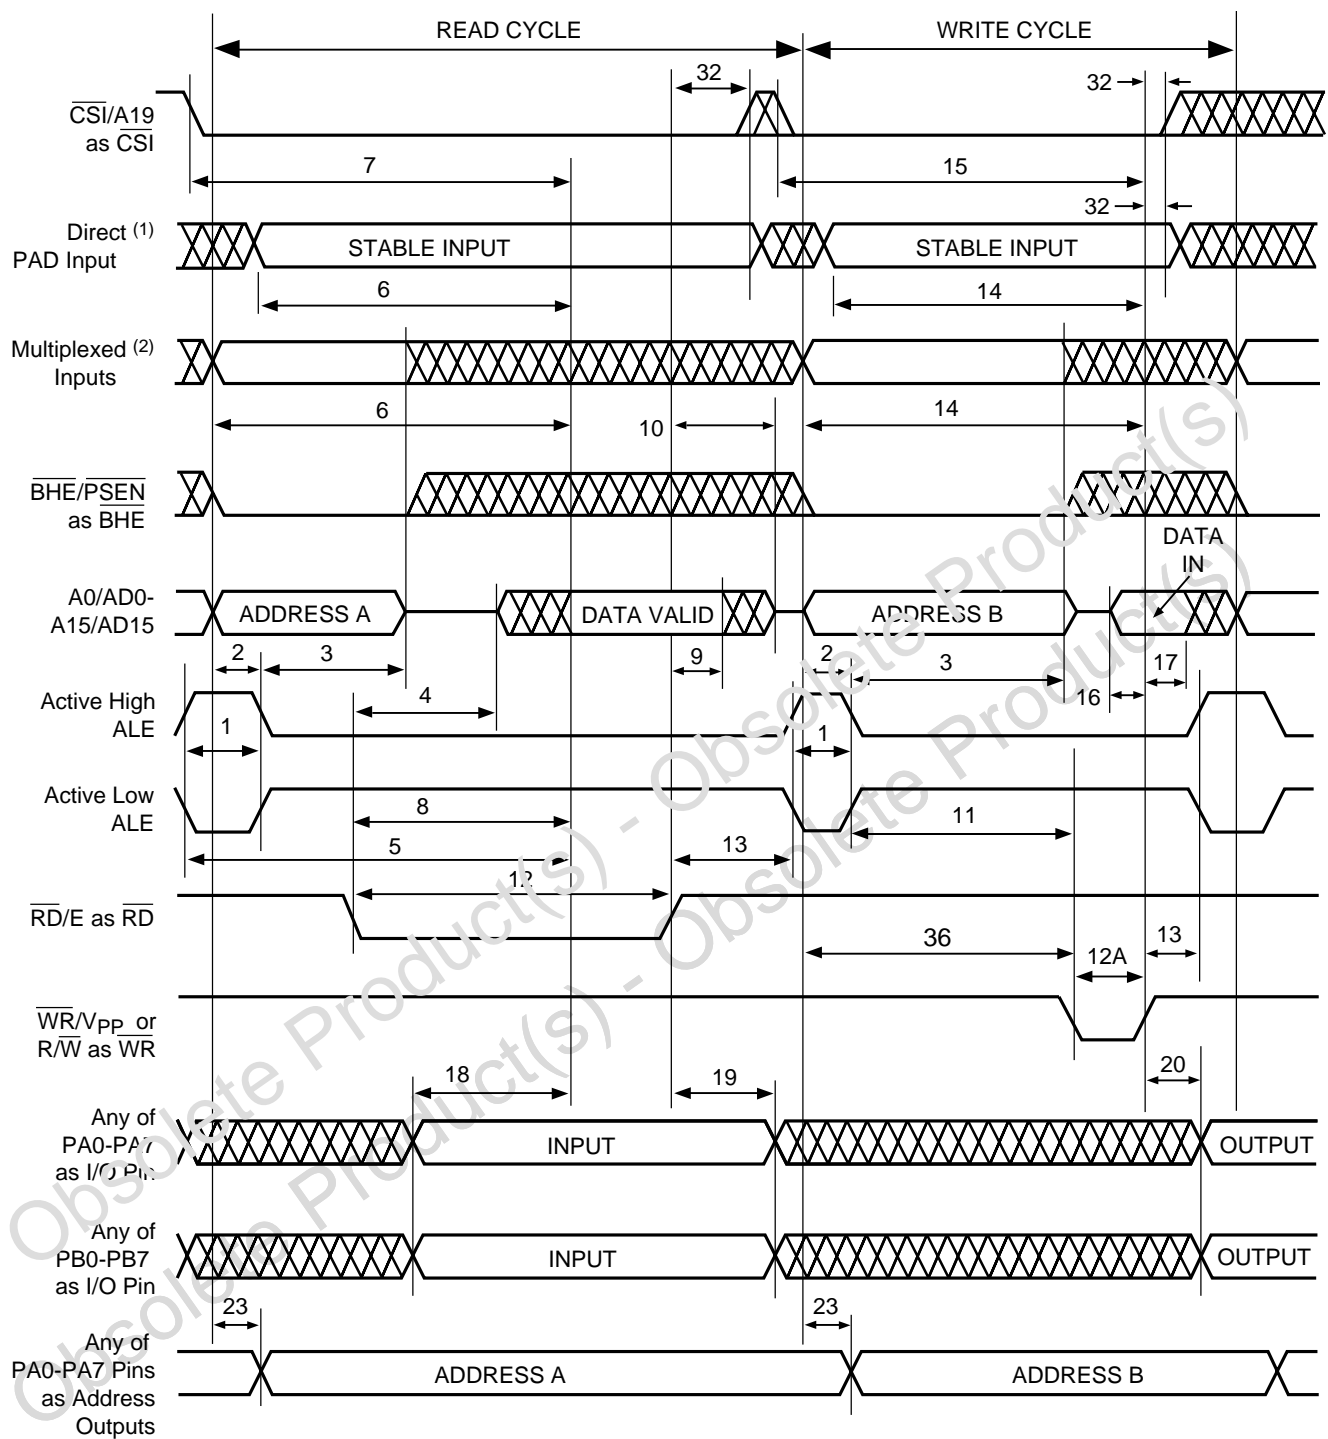 READ CYCLE
WRITE CYCLE
32
32
CSI/A19
as CSI
7
15
32
Direct (1)
PAD Input
STABLE INPUT
STABLE INPUT
6
14
Multiplexed (2)
Inputs
6
10
14
BHE/PSEN
as BHE
DATA
IN
A0/AD0-
A15/AD15
ADDRESS A
DATA VALID
ADDRESS B
2
3
9
2
3
17
Active High
ALE
4
16
1
1
Active Low
ALE
8
11
5
13
12
RD/E as RD
36
12A
13
WR/VPP or
R/W as WR
18
19
20
Any of
PA0-PA7
as I/O Pin
INPUT
OUTPUT
Any of
PB0-PB7
as I/O Pin
INPUT
OUTPUT
23
23
Any of
PA0-PA7 Pins
as Address
Outputs
ADDRESS A
ADDRESS B
Obsolete Product(s) - Obsolete Product(s)
Obsolete Product(s) - Obsolete Product(s)